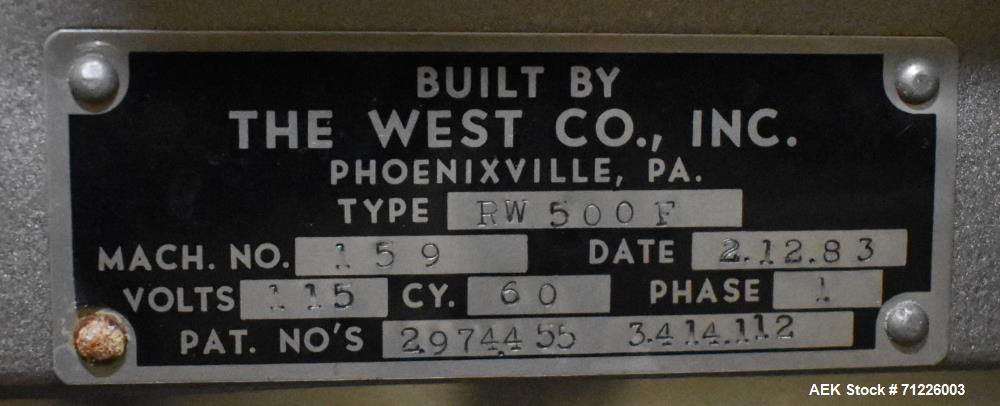 BUILT BY
THE WEST CO., INC.
PHOENIXVILLE, PA.
TYPE RW 500F
MACH. NO. 159 DATE 2.12.83
VOLTS 115 CY. 60 PHASE 1
PAT. NO'S 2974455 3.414.112
AEK Stock #71226003